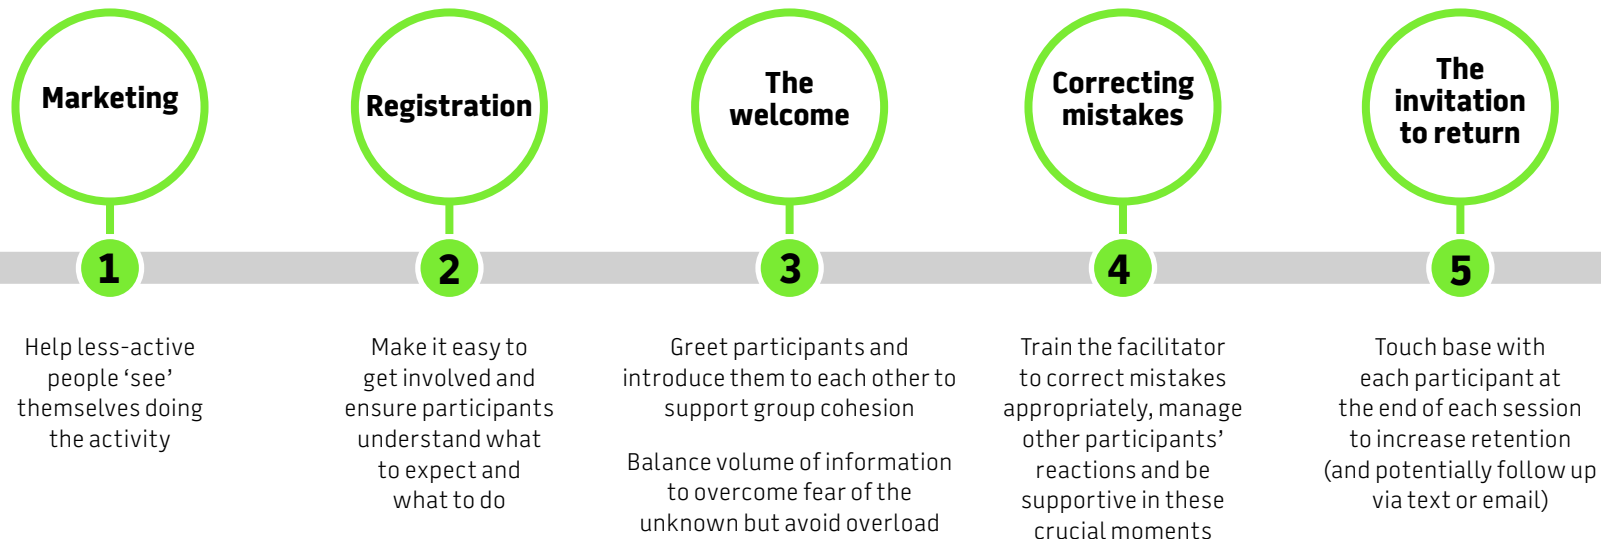 Marketing
Registration
The
welcome
Correcting
mistakes
The
invitation
to return
1
2
3
4
5
Help less-active
people ‘see’
themselves doing
the activity
Make it easy to
get involved and
ensure participants
understand what
to expect and
what to do
Greet participants and
introduce them to each other to
support group cohesion
Balance volume of information
to overcome fear of the
unknown but avoid overload
Train the facilitator
to correct mistakes
appropriately, manage
other participants’
reactions and be
supportive in these
crucial moments
Touch base with
each participant at
the end of each session
to increase retention
(and potentially follow up
via text or email)